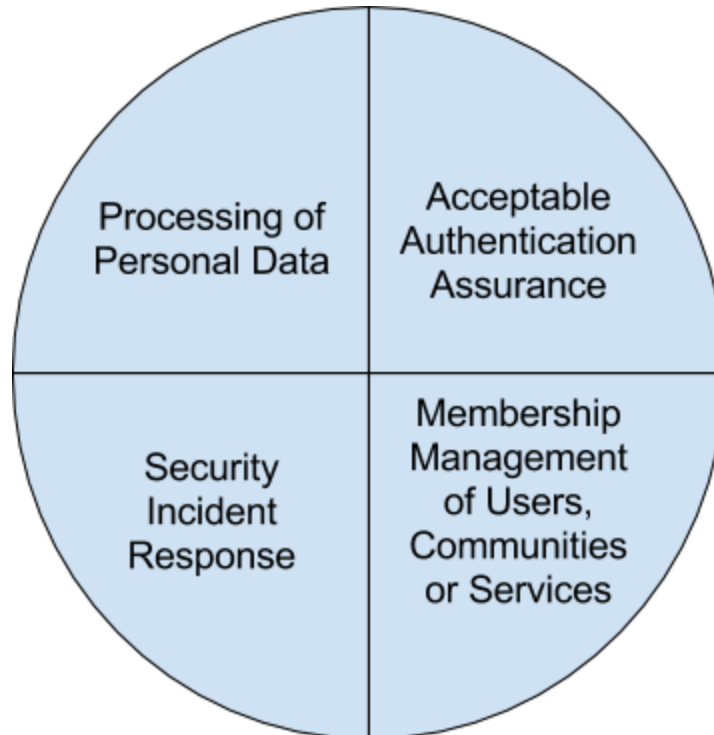 Processing of
Personal Data
Acceptable
Authentication
Assurance
Security
Incident
Response
Membership
Management
of Users,
Communities
or Services